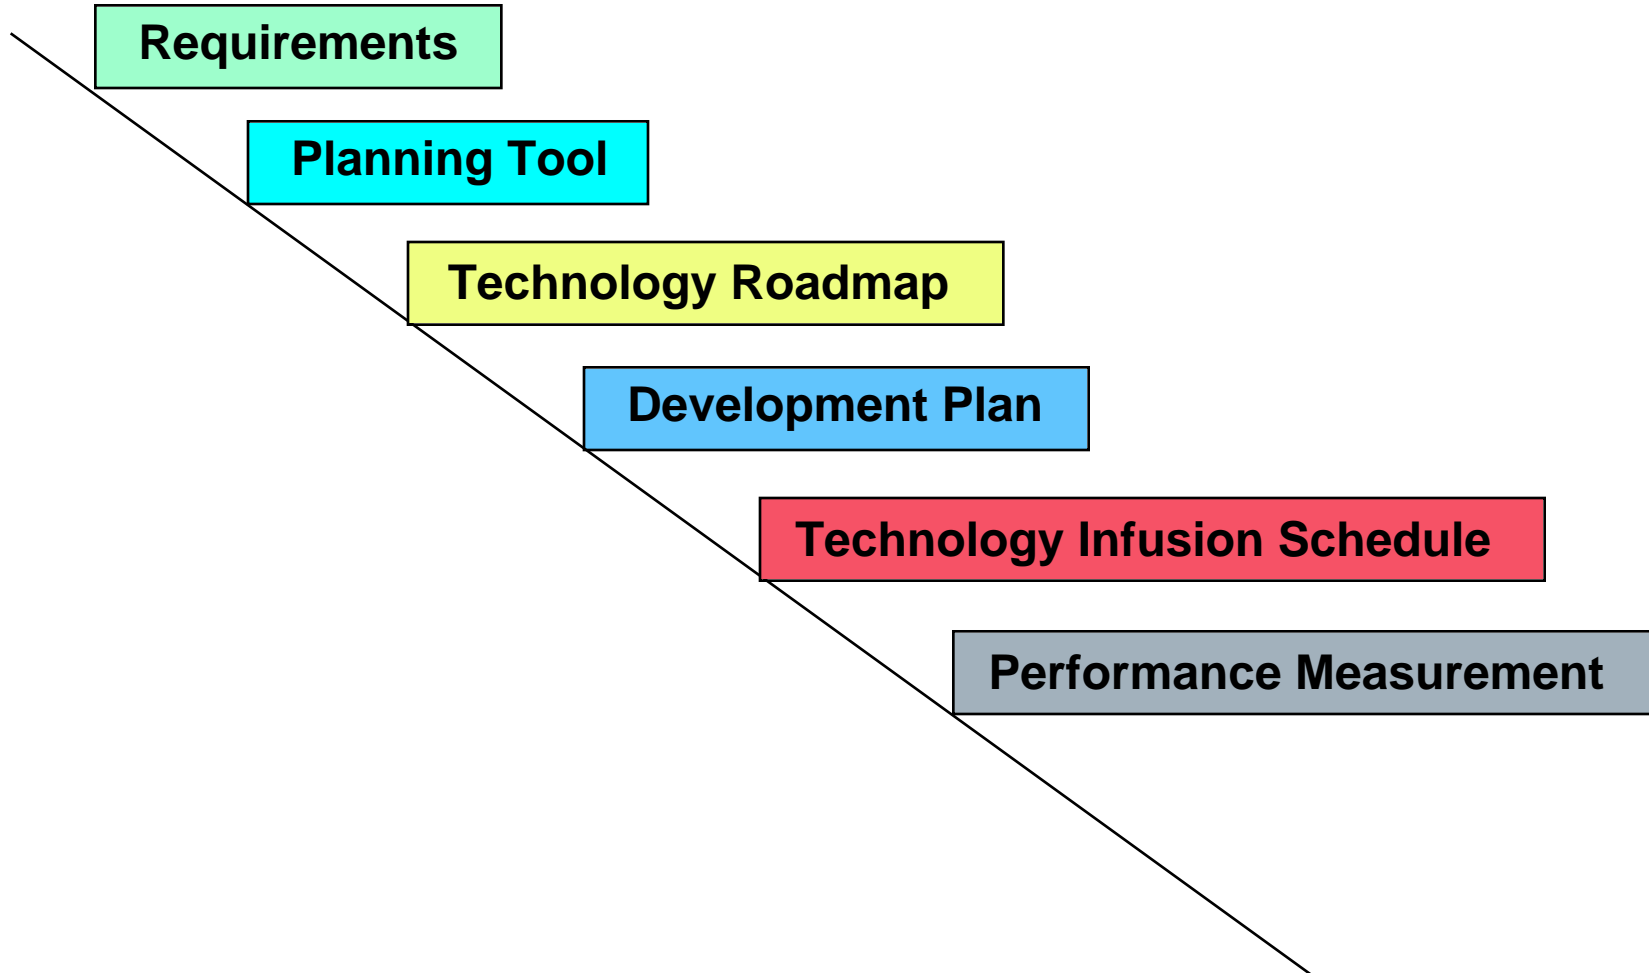 Requirements
Planning Tool
Technology Roadmap
Development Plan
Technology Infusion Schedule
Performance Measurement